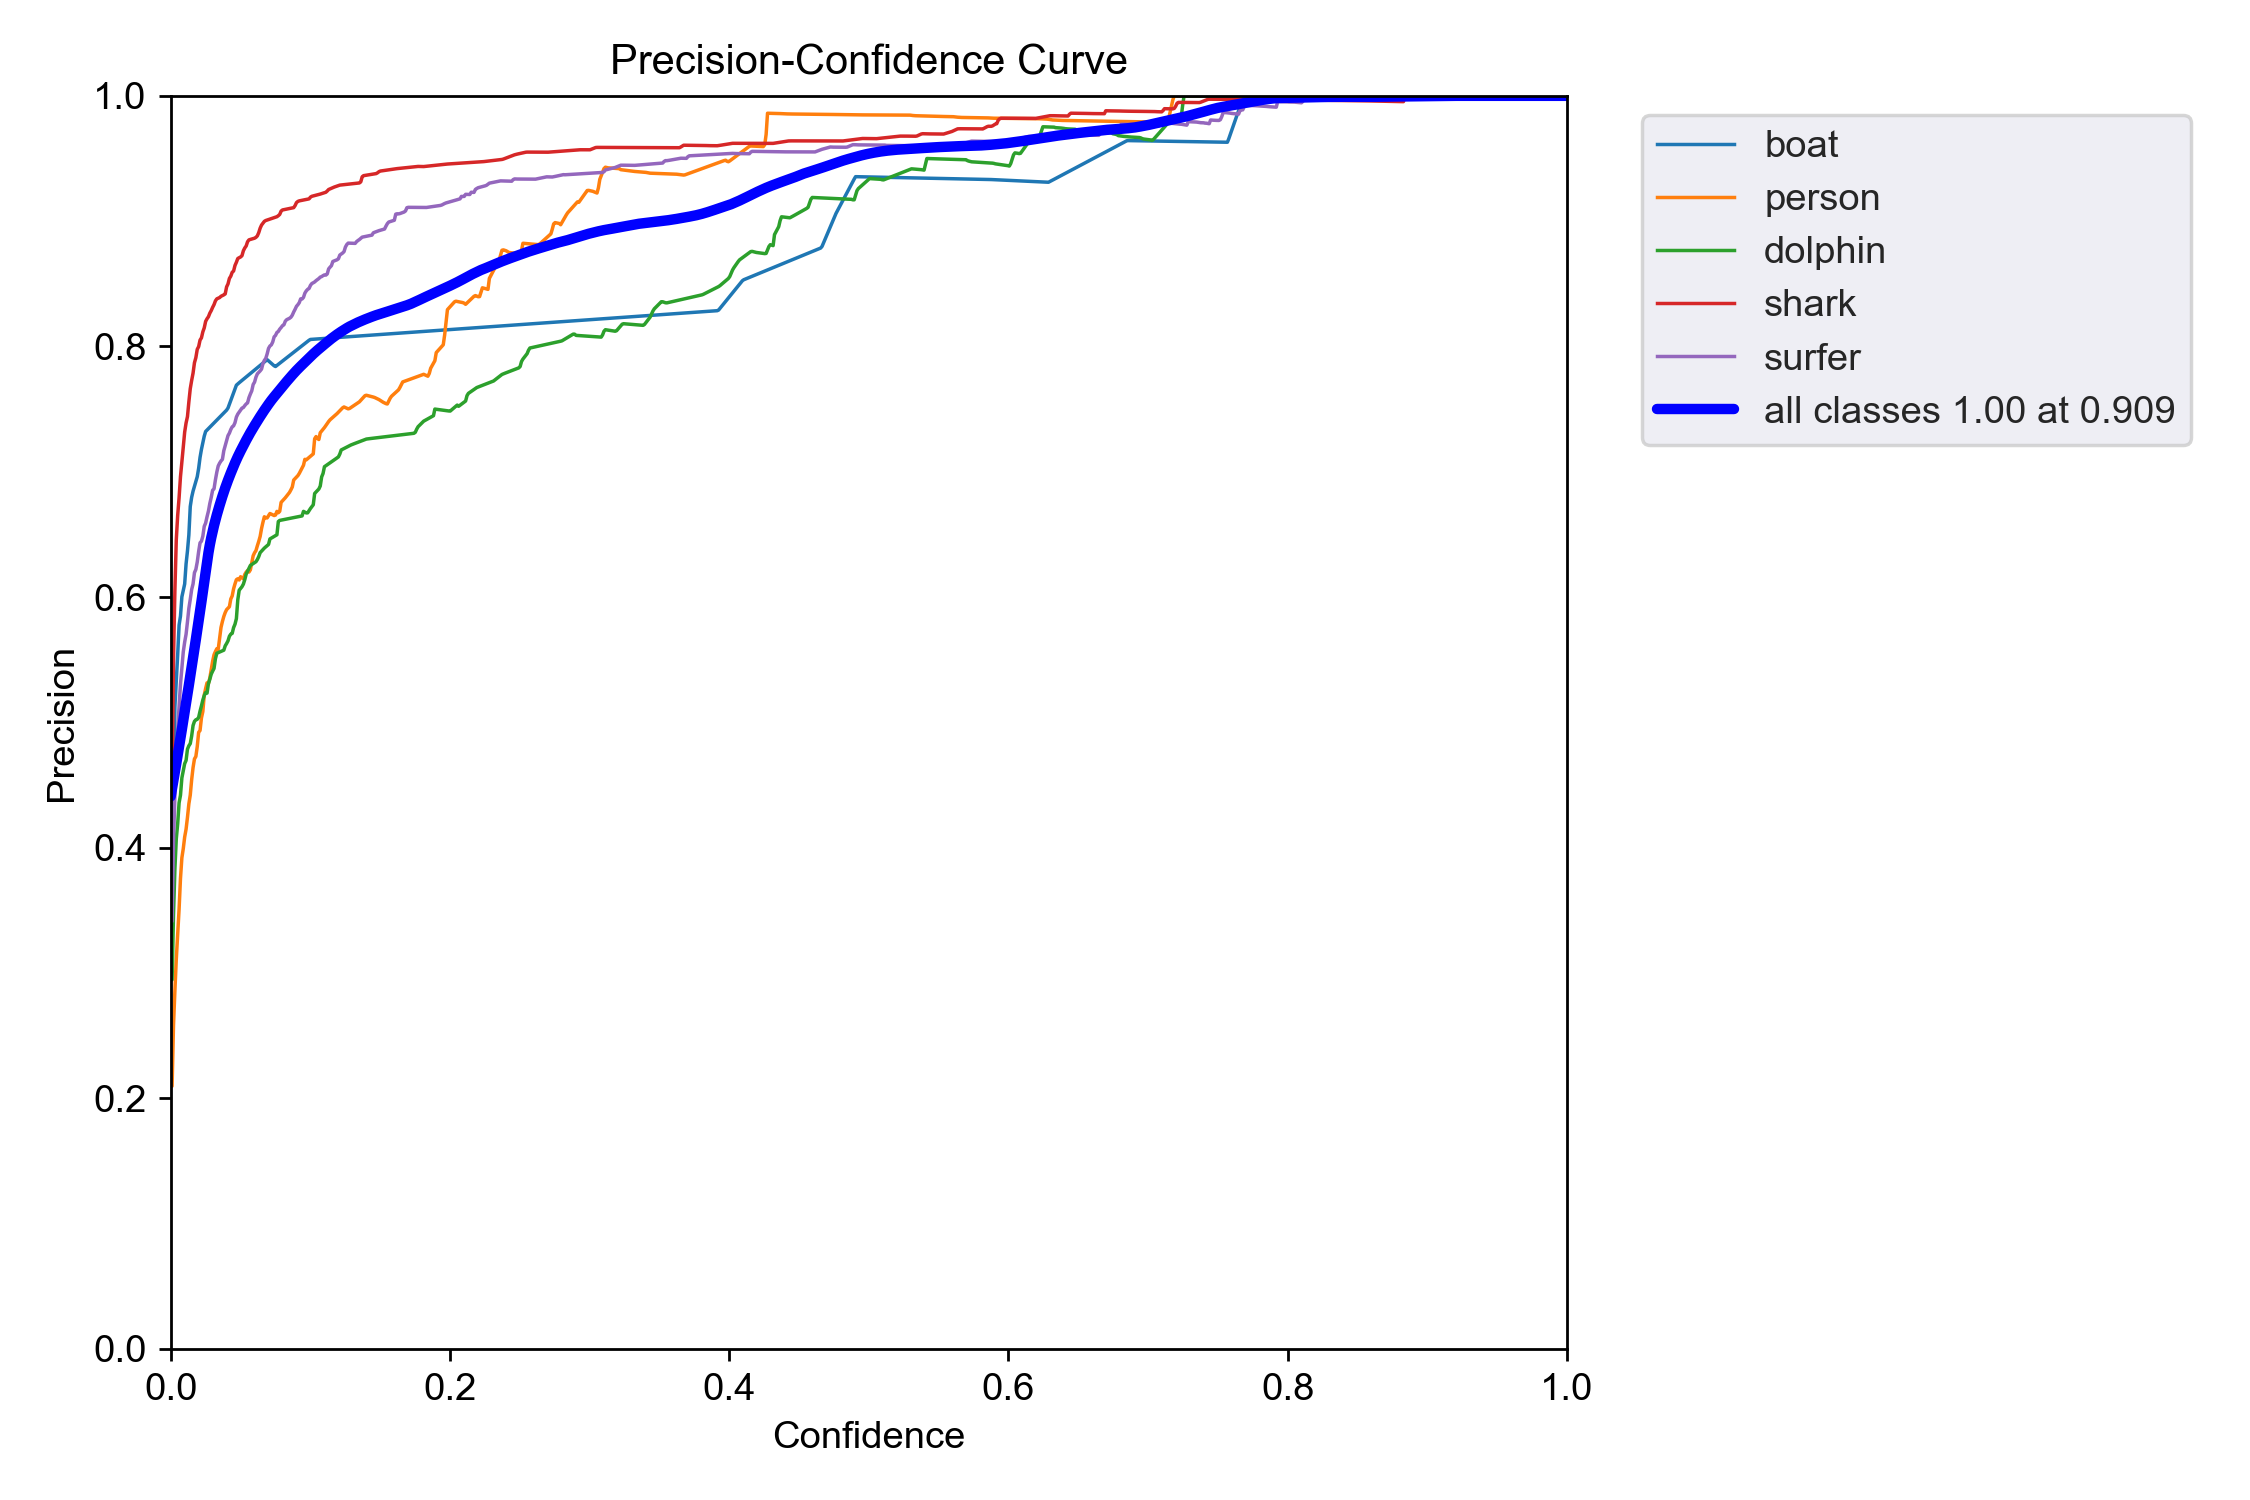 Precision-Confidence Curve
1.0
0.8
0.6
0.4
0.2
0.0
Precision
0.0 0.2 0.4 0.6 0.8 1.0
Confidence
boat
person
dolphin
shark
surfer
all classes 1.00 at 0.909